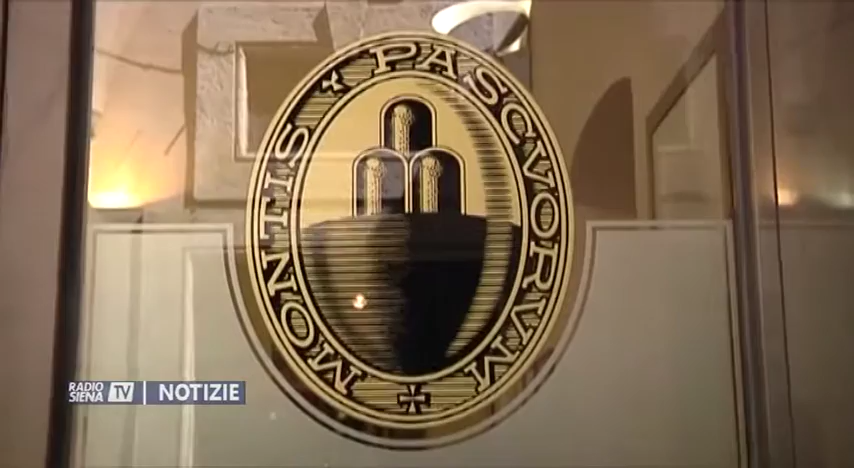 MONTIS ✝ PASCVORVM ✠
RADIO
SIENA TV NOTIZIE